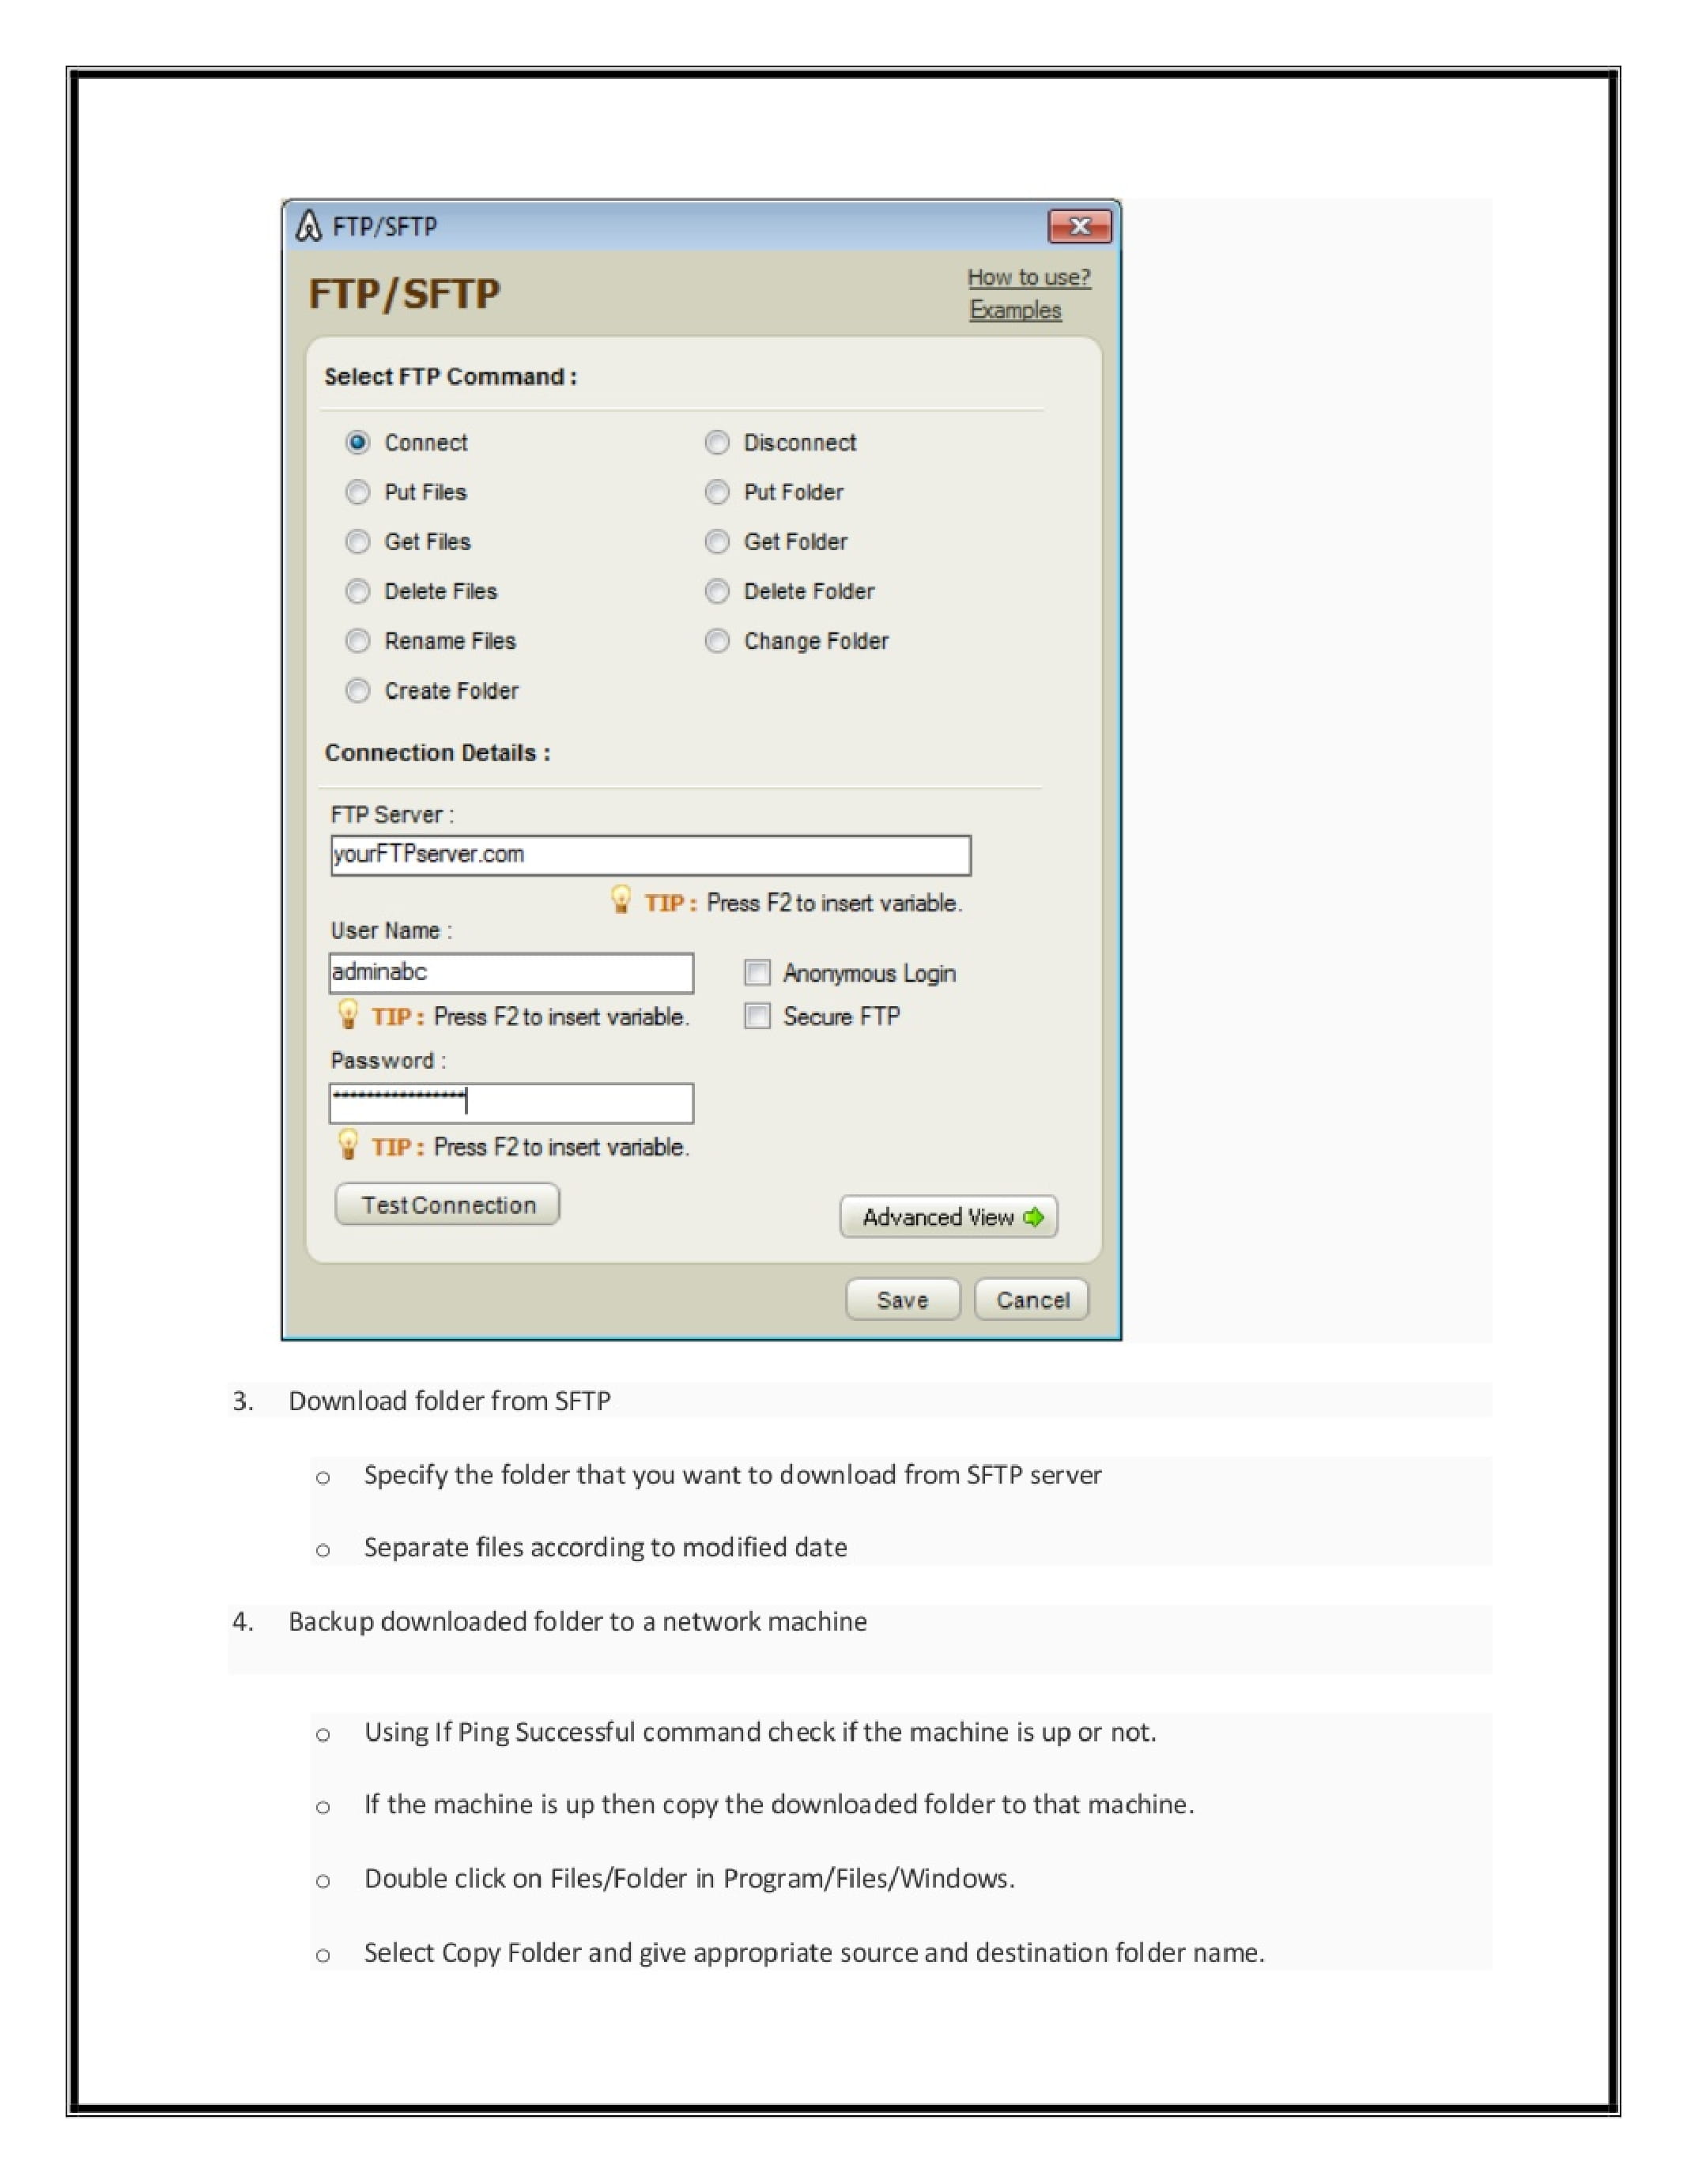 FTP/SFTP
FTP/SFTP
How to use?
Examples
Select FTP Command :
Connect
Disconnect
Put Files
Put Folder
Get Files
Get Folder
Delete Files
Delete Folder
Rename Files
Change Folder
Create Folder
Connection Details :
FTP Server :
yourFTPserver.com
TIP : Press F2 to insert variable.
User Name :
adminabc
Anonymous Login
TIP : Press F2 to insert variable.
Secure FTP
Password :
****************
TIP : Press F2 to insert variable.
Test Connection
Advanced View
Save
Cancel
3. Download folder from SFTP
o Specify the folder that you want to download from SFTP server
o Separate files according to modified date
4. Backup downloaded folder to a network machine
o Using If Ping Successful command check if the machine is up or not.
o If the machine is up then copy the downloaded folder to that machine.
o Double click on Files/Folder in Program/Files/Windows.
o Select Copy Folder and give appropriate source and destination folder name.